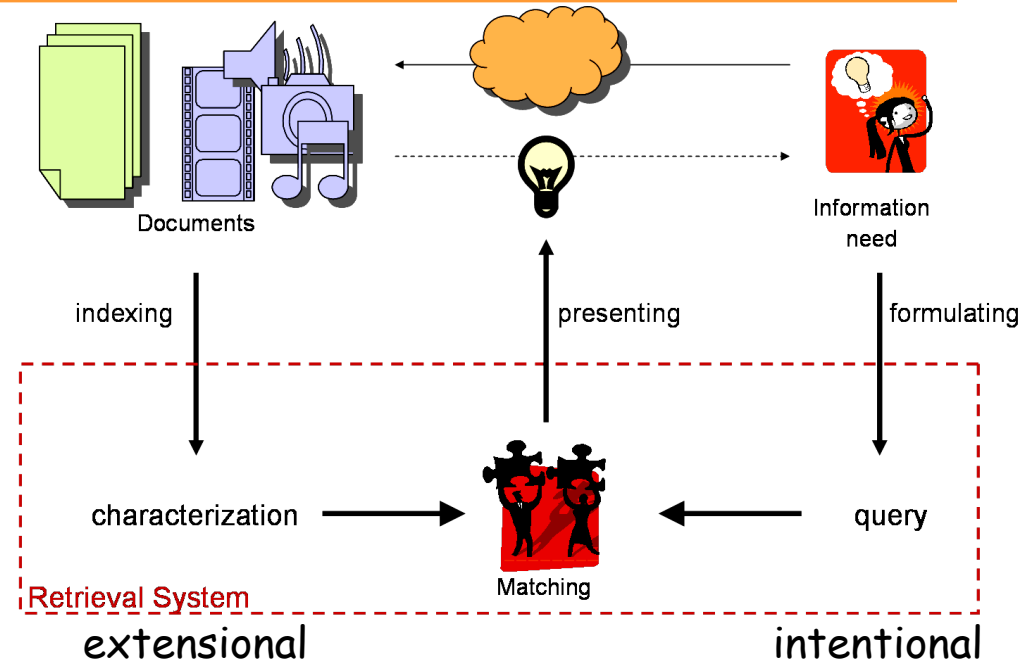 Documents
Information
need
indexing
presenting
formulating
characterization
query
Matching
Retrieval System
extensional
intentional